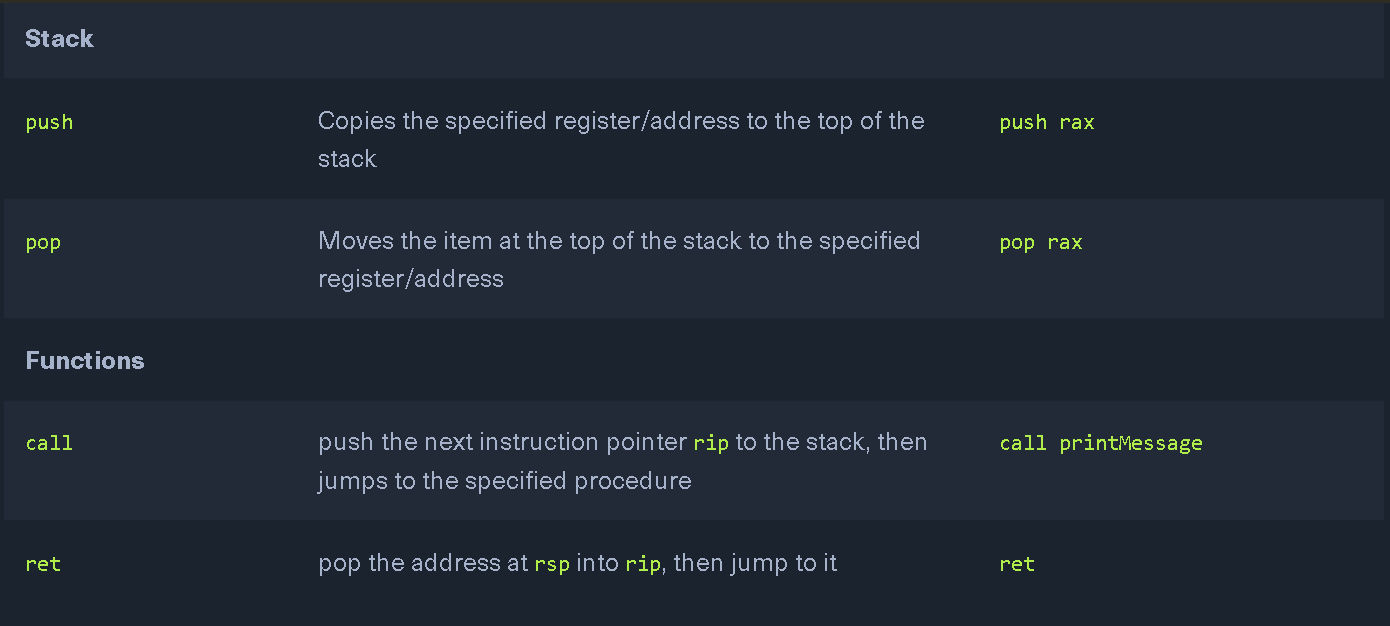 Stack
push Copies the specified register/address to the top of the push rax
stack
pop Moves the item at the top of the stack to the specified pop rax
register/address
Functions
call push the next instruction pointer rip to the stack, then call printMessage
jumps to the specified procedure
ret pop the address at rsp into rip, then jump to it ret